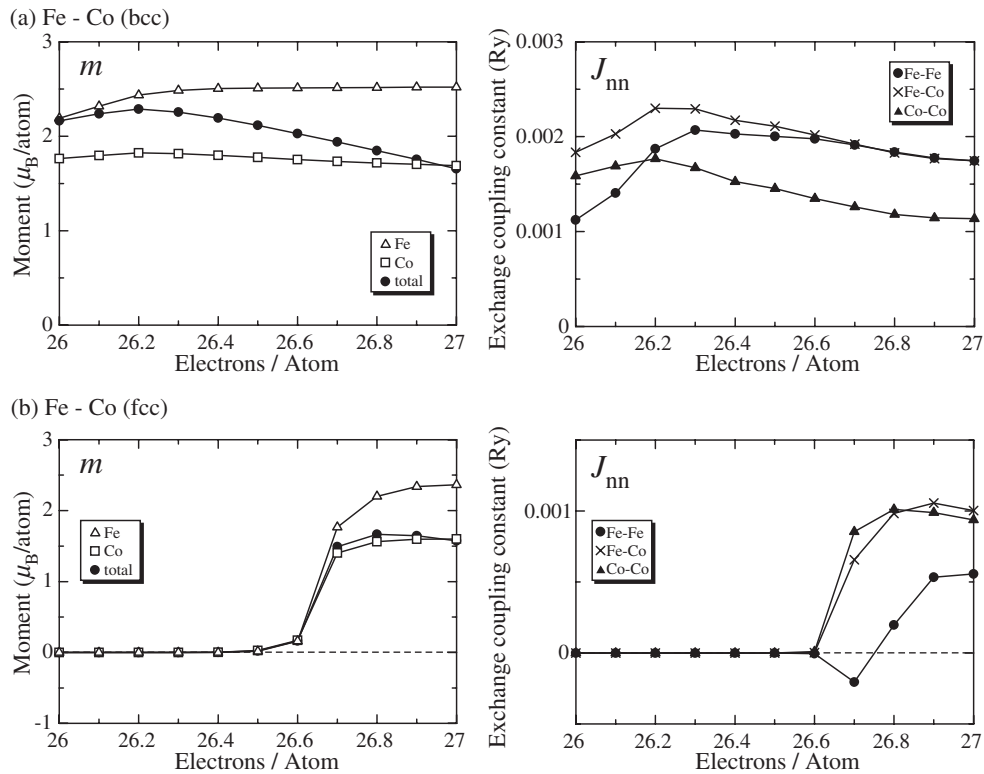 (a) Fe - Co (bcc)
m
Moment (μB/atom)
3
2
1
0
Fe
Co
total
26 26.2 26.4 26.6 26.8 27
Electrons / Atom
Jnn
Exchange coupling constant (Ry)
0.003
0.002
0.001
0
Fe-Fe
Fe-Co
Co-Co
26 26.2 26.4 26.6 26.8 27
Electrons / Atom
(b) Fe - Co (fcc)
m
Moment (μB/atom)
3
2
1
0
-1
Fe
Co
total
26 26.2 26.4 26.6 26.8 27
Electrons / Atom
Jnn
Exchange coupling constant (Ry)
0.001
0
Fe-Fe
Fe-Co
Co-Co
26 26.2 26.4 26.6 26.8 27
Electrons / Atom